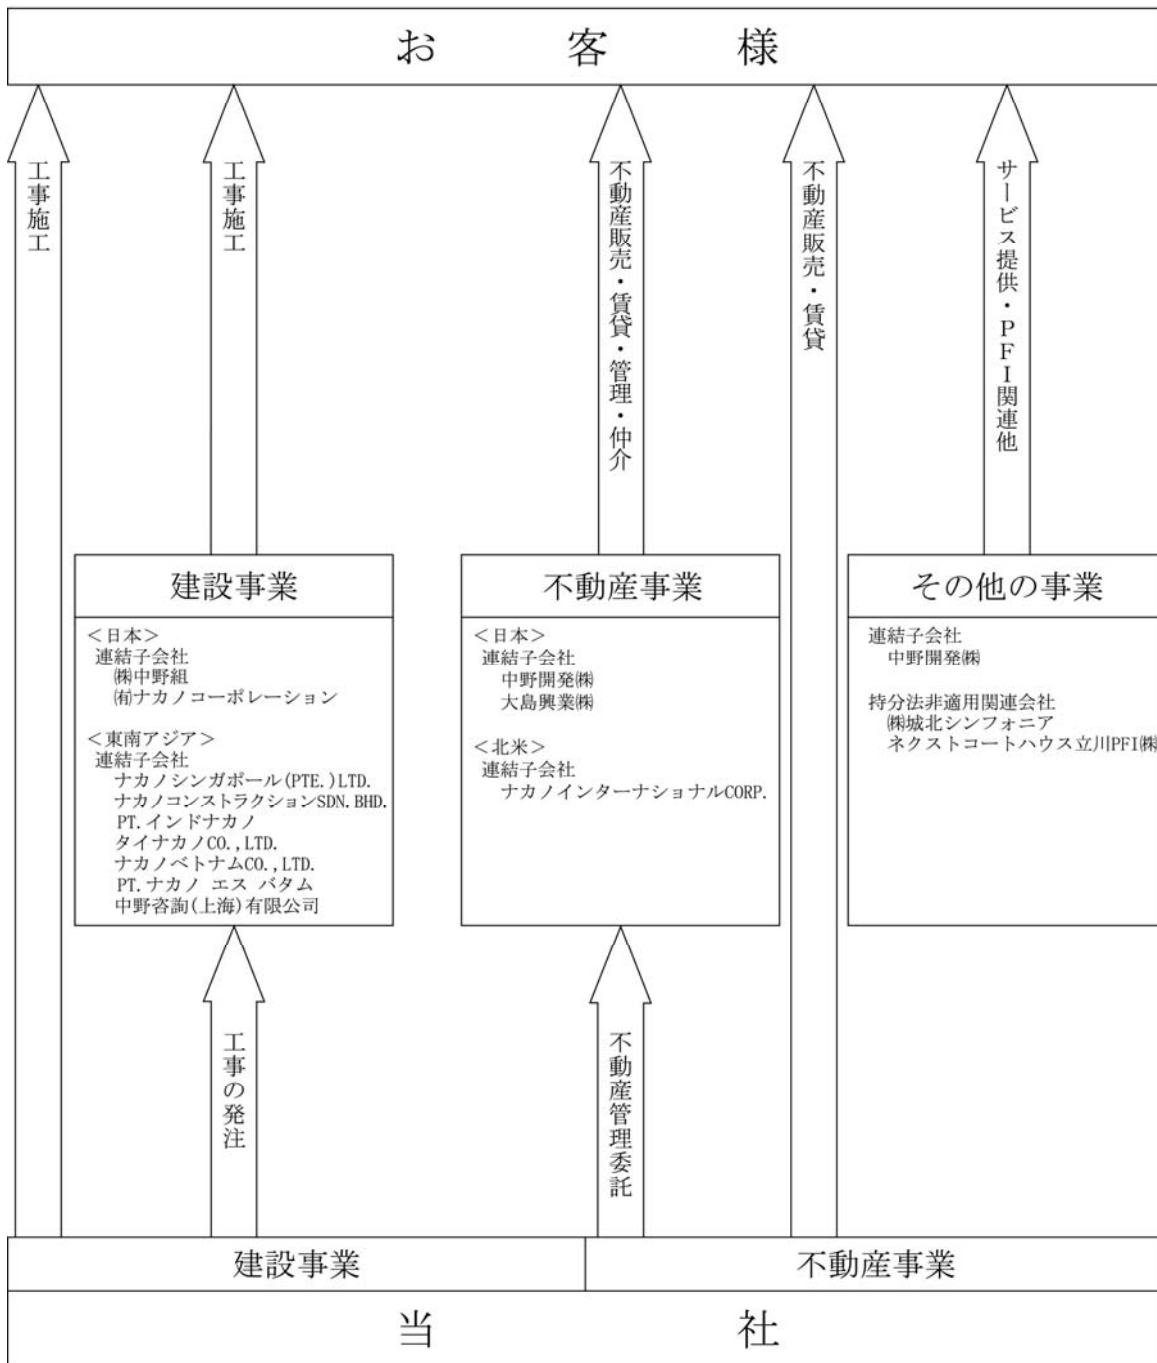 お客様
工事施工
工事施工
不動産販売・賃貸・管理・仲介
不動産販売・賃貸
サービス提供・PFI関連他
建設事業
＜日本＞
連結子会社
㈱中野組
㈲ナカノコーポレーション
＜東南アジア＞
連結子会社
ナカノシンガポール(PTE.)LTD.
ナカノコンストラクションSDN.BHD.
PT.インドナカノ
タイナカノCO.,LTD.
ナカノベトナムCO.,LTD.
PT.ナカノ エス バタム
中野咨詢(上海)有限公司
不動産事業
＜日本＞
連結子会社
中野開発㈱
大島興業㈱
＜北米＞
連結子会社
ナカノインターナショナルCORP.
その他の事業
連結子会社
中野開発㈱
持分法非適用関連会社
㈱城北シンフォニア
ネクストコートハウス立川PFI㈱
工事の発注
不動産管理委託
建設事業
不動産事業
当社